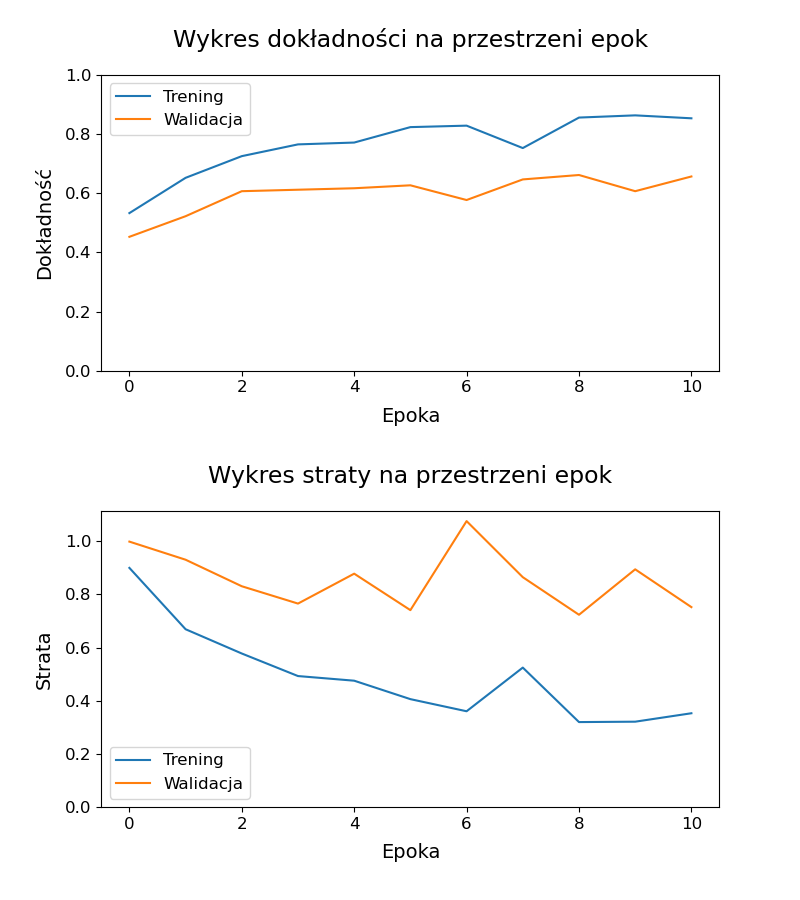 Wykres dokładności na przestrzeni epok
1.0
Trening
Walidacja
0.8
0.6
0.4
0.2
0.0
Dokładność
0 2 4 6 8 10
Epoka
Wykres straty na przestrzeni epok
1.0
0.8
0.6
0.4
0.2
0.0
Strata
Trening
Walidacja
0 2 4 6 8 10
Epoka